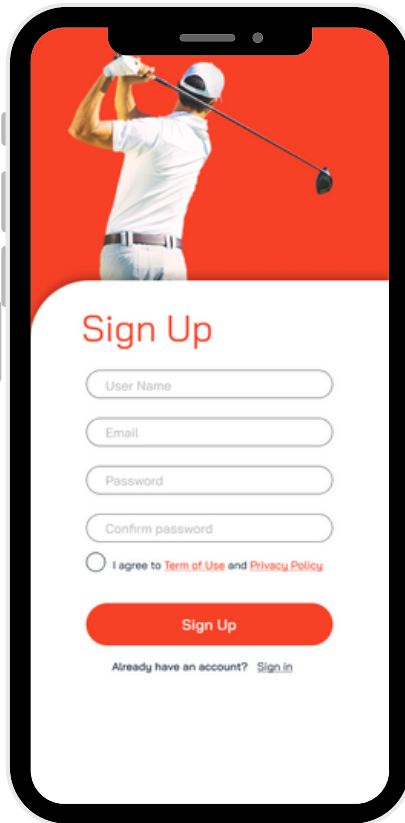 Sign Up
User Name
Email
Password
Confirm password
I agree to Term of Use and Privacy Policy
Sign Up
Already have an account? Sign in